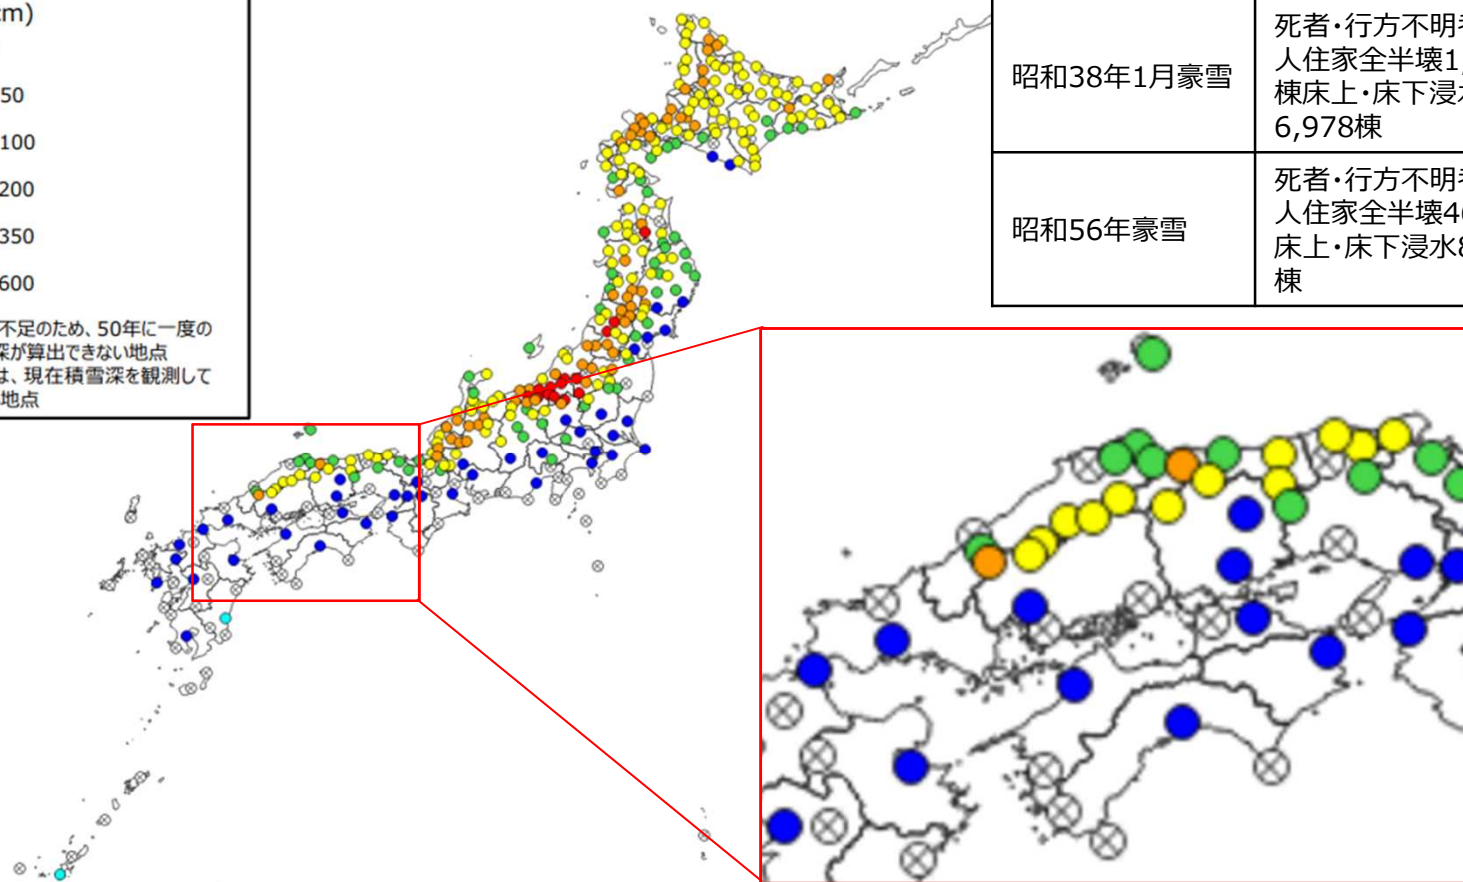 cm)
50
100
200
350
600
不足のため、50年に一度の
深が算出できない地点
は、現在積雪深を観測して
地点
昭和38年1月豪雪
死者・行方不明者
人住家全半壊1,
棟床上・床下浸水
6,978棟
昭和56年豪雪
死者・行方不明者
人住家全半壊4
床上・床下浸水8
棟